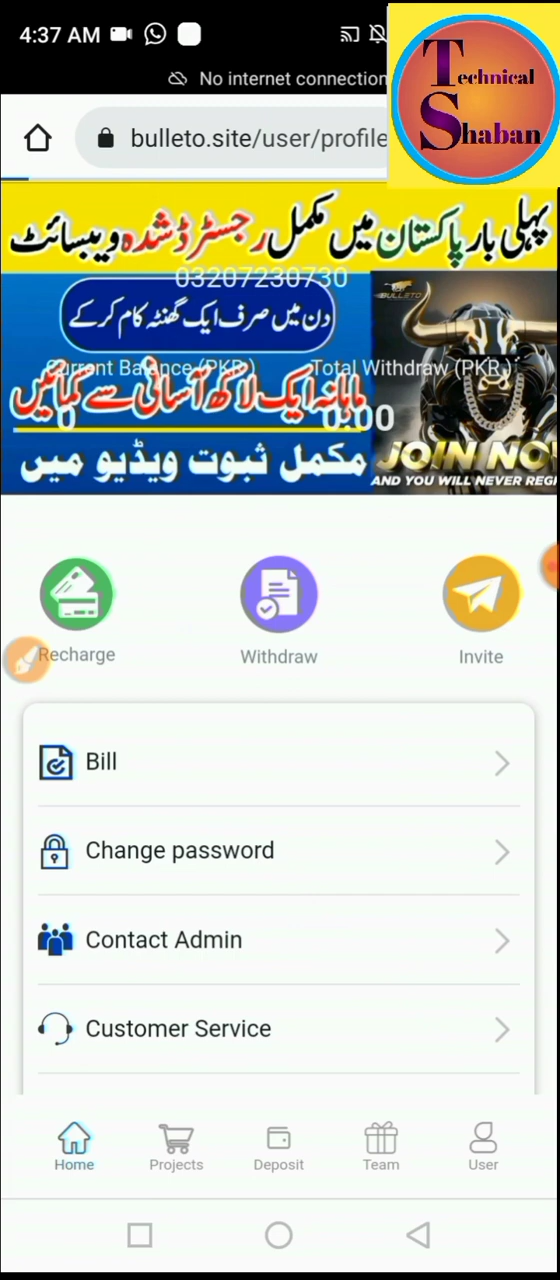 4:37 AM
No internet connection
Technical
Shaban
bulleto.site/user/profile
پہلی بار پاکستان میں مکمل رجسٹرڈ شدہ ویبسائٹ
03207230730
دن میں صرف ایک گھنٹہ کام کرکے
BULLETO
Current Balance (PKR)
Total Withdraw (PKR)
ماہانہ ایک لاکھ آسانی سے کمائیں
0
0.00
مکمل ثبوت ویڈیو میں
JOIN NO
AND YOU WILL NEVER REG
Recharge
Withdraw
Invite
Bill
Change password
Contact Admin
Customer Service
Home
Projects
Deposit
Team
User